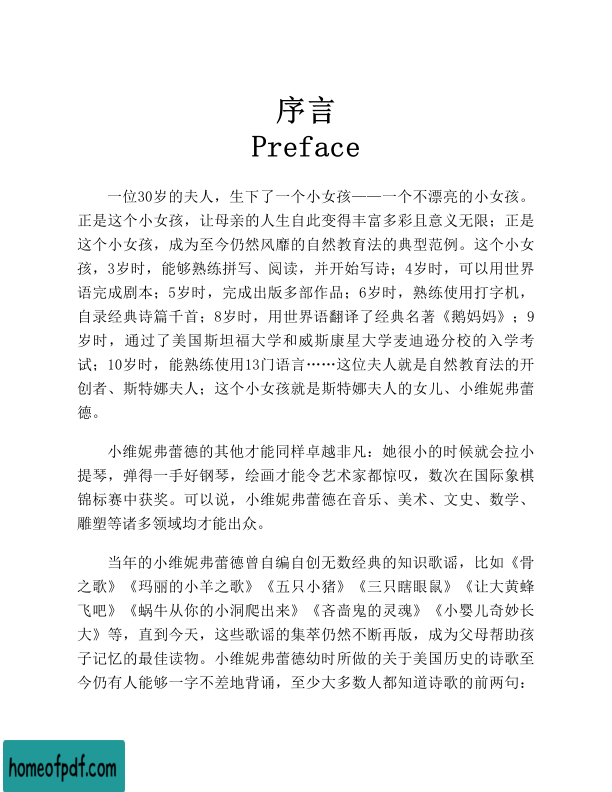 序言
Preface
一位30岁的夫人，生下了一个小女孩——一个不漂亮的小女孩。
正是这个小女孩，让母亲的人生自此变得丰富多彩且意义无限；正是
这个小女孩，成为至今仍然风靡的自然教育法的典型范例。这个小女
孩，3岁时，能够熟练拼写、阅读，并开始写诗；4岁时，可以用世界
语完成剧本；5岁时，完成出版多部作品；6岁时，熟练使用打字机，
自录经典诗篇千首；8岁时，用世界语翻译了经典名著《鹅妈妈》；9
岁时，通过了美国斯坦福大学和威斯康星大学麦迪逊分校的入学考
试；10岁时，能熟练使用13门语言……这位夫人就是自然教育法的开
创者、斯特娜夫人；这个小女孩就是斯特娜夫人的女儿、小维妮弗蕾
德。
小维妮弗蕾德的其他才能同样卓越非凡：她很小的时候就会拉小
提琴，弹得一手好钢琴，绘画才能令艺术家都惊叹，数次在国际象棋
锦标赛中获奖。可以说，小维妮弗蕾德在音乐、美术、文史、数学、
雕塑等诸多领域均才能出众。
当年的小维妮弗蕾德曾自编自创无数经典的知识歌谣，比如《骨
之歌》《玛丽的小羊之歌》《五只小猪》《三只瞎眼鼠》《让大黄蜂
飞吧》《蜗牛从你的小洞爬出来》《吝啬鬼的灵魂》《小婴儿奇妙长
大》等，直到今天，这些歌谣的集萃仍然不断再版，成为父母帮助孩
子记忆的最佳读物。小维妮弗蕾德幼时所做的关于美国历史的诗歌至
今仍有人能够一字不差地背诵，至少大多数人都知道诗歌的前两句：
homeofpdf.com